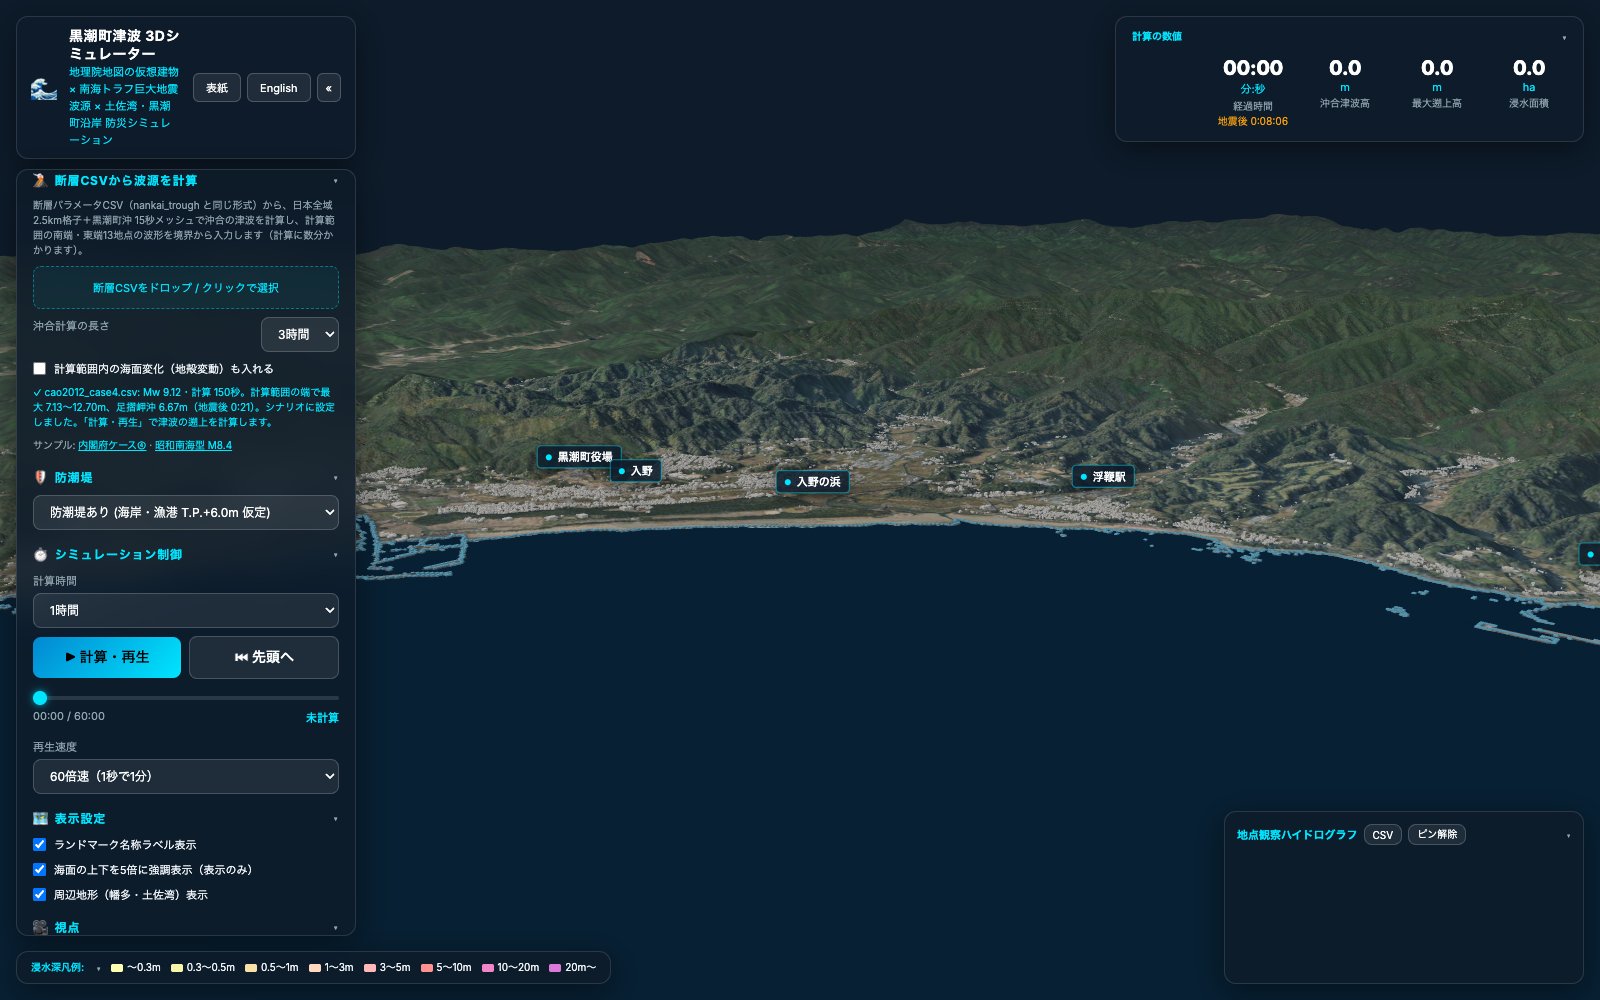 黒潮町津波 3Dシ
ミュレーター
地理院地図の仮想建物
× 南海トラフ巨大地震
波源 × 土佐湾・黒潮
町沿岸 防災シミュレ
ーション
表紙
English
«
断層CSVから波源を計算
断層パラメータCSV（nankai_trough と同じ形式）から、日本全域
2.5km格子＋黒潮町沖 15秒メッシュで沖合の津波を計算し、計算範
囲の南端・東端13地点の波形を境界から入力します（計算に数分か
かります）。
断層CSVをドロップ / クリックで選択
沖合計算の長さ
3時間
計算範囲内の海面変化（地殻変動）も入れる
✓ cao2012_case4.csv: Mw 9.12・計算 150秒。計算範囲の端で最
大 7.13〜12.70m、足摺岬沖 6.67m（地震後 0:21）。シナリオに設定
しました。「計算・再生」で津波の遡上を計算します。
サンプル: 内閣府ケース④ · 昭和南海型 M8.4
防潮堤
防潮堤あり (海岸・漁港 T.P.+6.0m 仮定)
シミュレーション制御
計算時間
1時間
▶ 計算・再生
⏮ 先頭へ
00:00 / 60:00
未計算
再生速度
60倍速（1秒で1分）
表示設定
ランドマーク名称ラベル表示
海面の上下を5倍に強調表示（表示のみ）
周辺地形（幡多・土佐湾）表示
視点
浸水深凡例:
〜0.3m
0.3〜0.5m
0.5〜1m
1〜3m
3〜5m
5〜10m
10〜20m
20m〜
黒潮町役場
入野
入野の浜
浮鞭駅
計算の数値
00:00
分:秒
経過時間
地震後 0:08:06
0.0
m
沖合津波高
0.0
m
最大遡上高
0.0
ha
浸水面積
地点観察ハイドログラフ
CSV
ピン解除